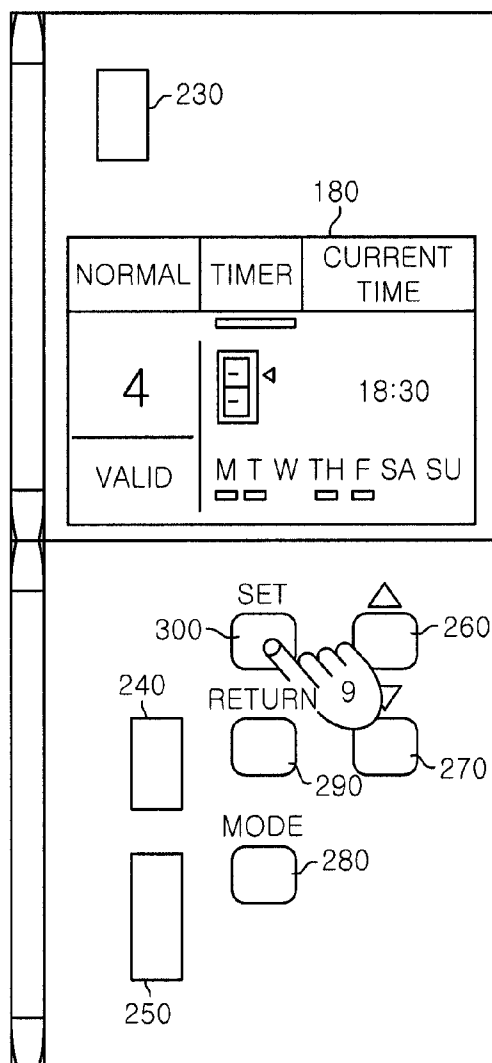 230
180
NORMAL TIMER CURRENT TIME
4 18:30
VALID M T W TH F SA SU
SET
300 260
240 RETURN 9
290 270
MODE
280
250